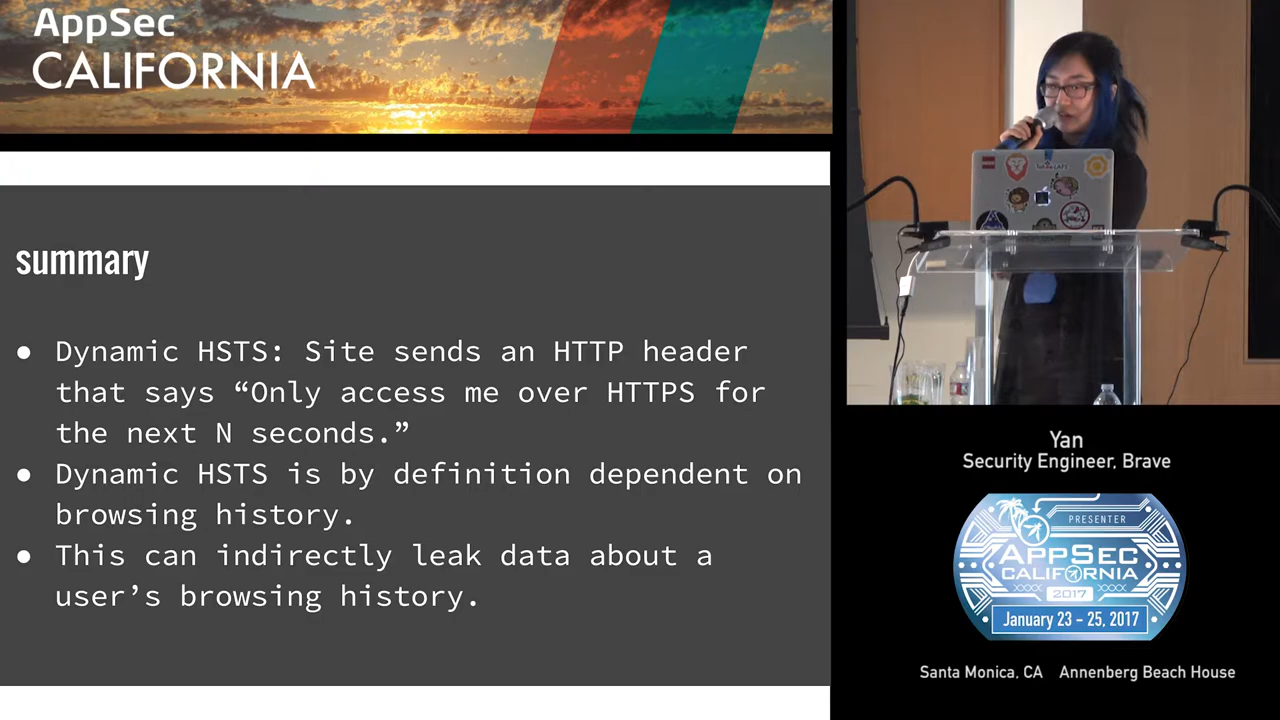 AppSec
CALIFORNIA
summary
● Dynamic HSTS: Site sends an HTTP header
that says “Only access me over HTTPS for
the next N seconds.”
● Dynamic HSTS is by definition dependent on
browsing history.
● This can indirectly leak data about a
user’s browsing history.
Yan
Security Engineer, Brave
PRESENTER
APPSEC
CALIFORNIA
2017
January 23 - 25, 2017
Santa Monica, CA Annenberg Beach House